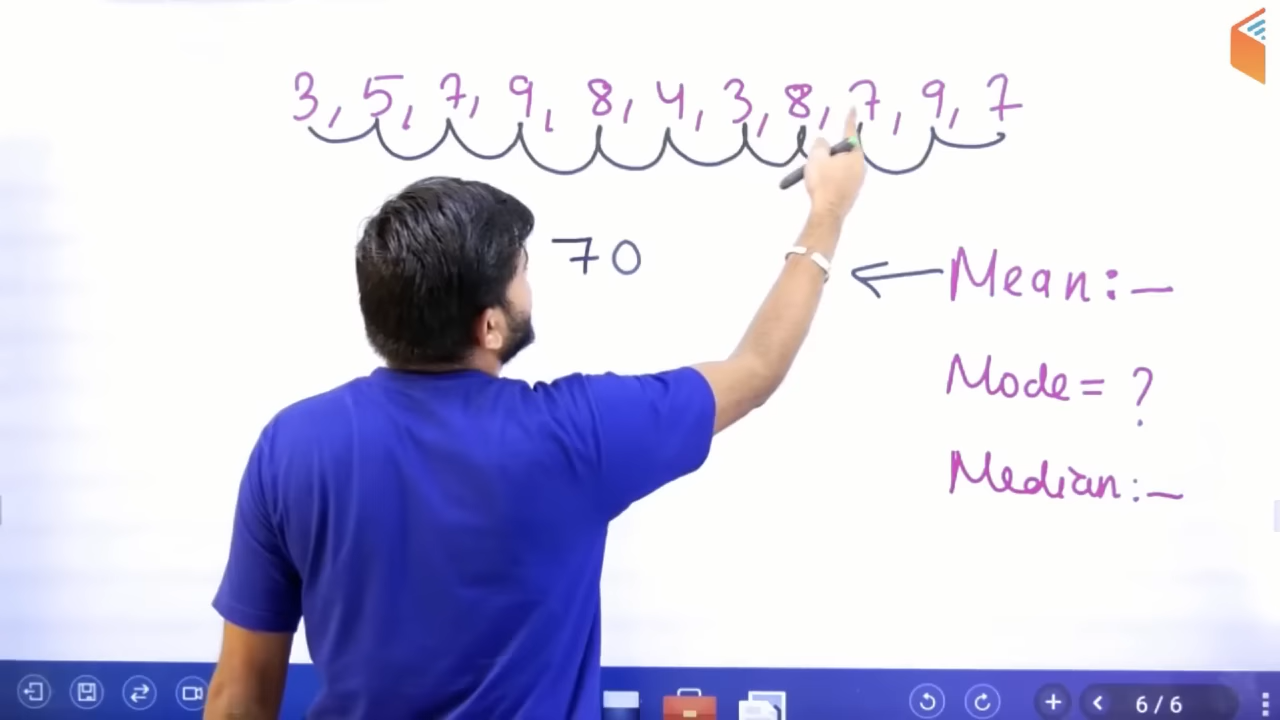 3, 5, 7, 9, 8, 4, 3, 8, 7, 9, 7
70
← Mean :—
Mode = ?
Median :—
6 / 6